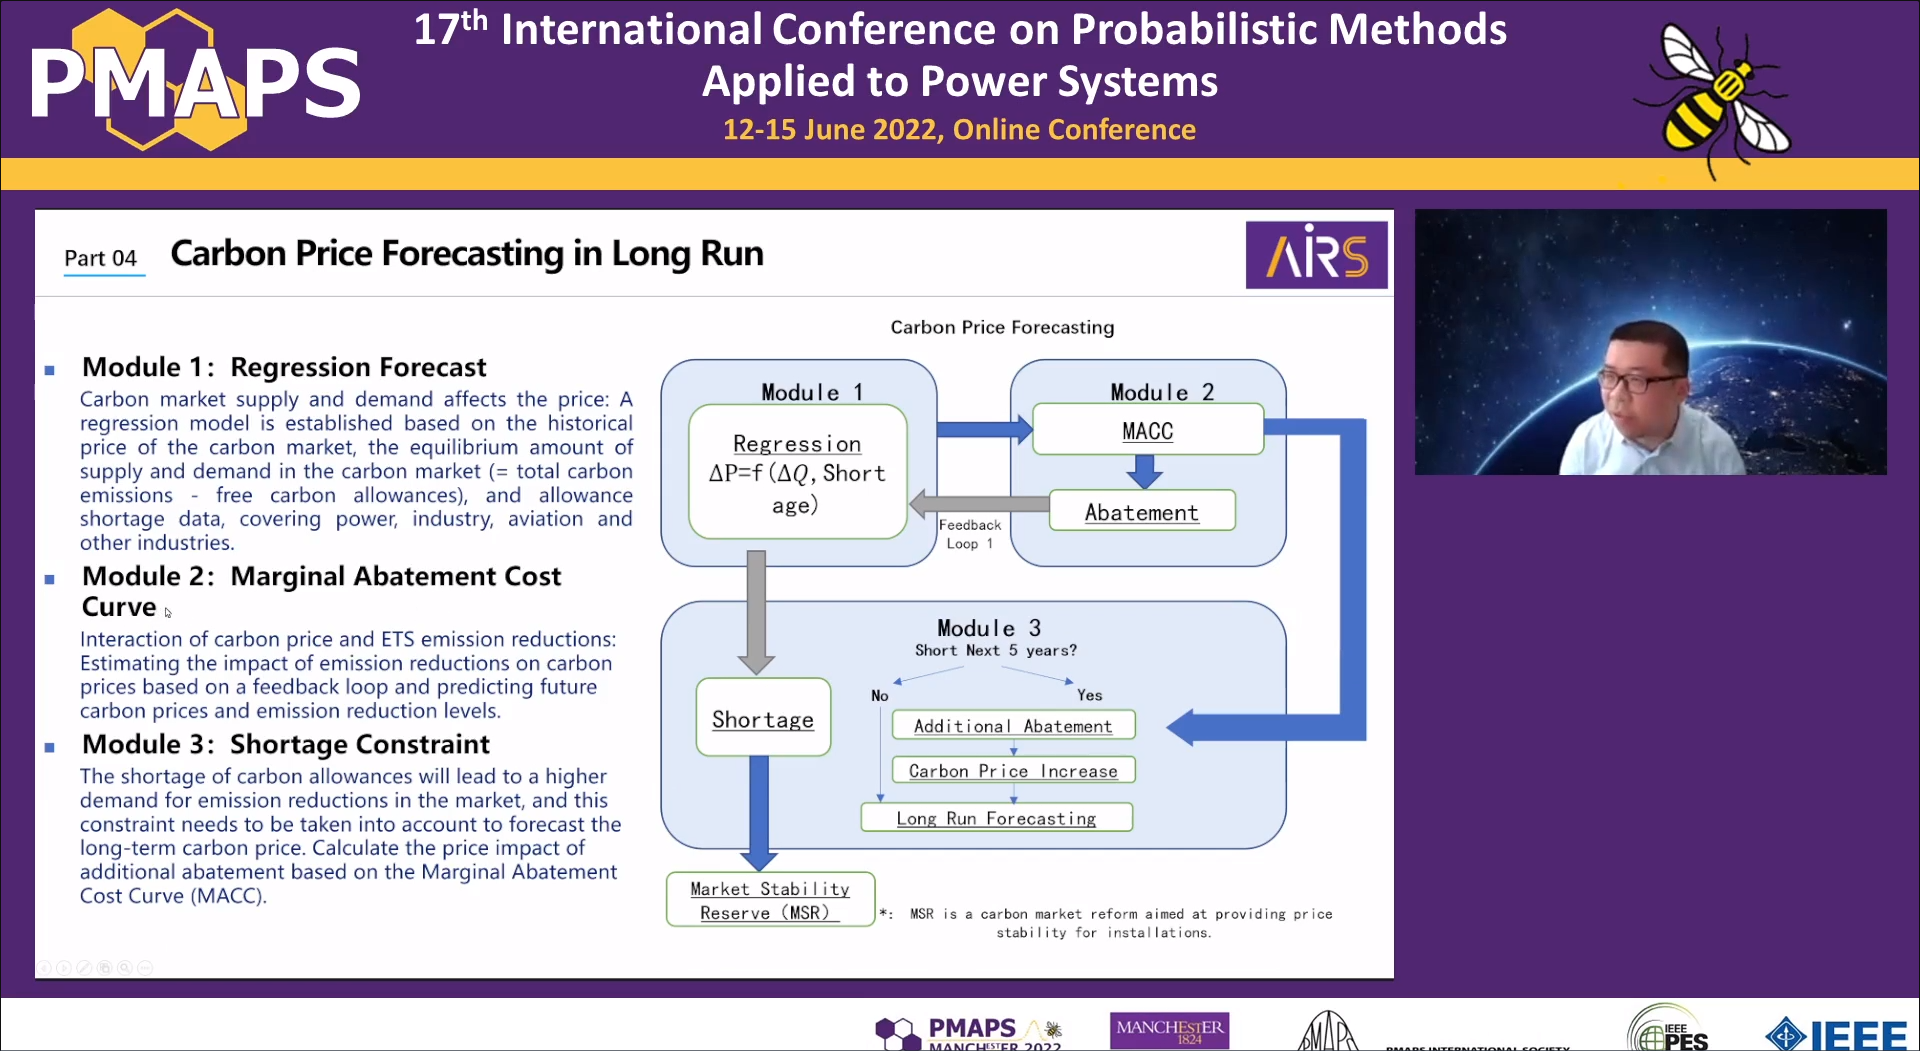 PMAPS
17th International Conference on Probabilistic Methods
Applied to Power Systems
12-15 June 2022, Online Conference
Part 04
Carbon Price Forecasting in Long Run
AIRS
Module 1: Regression Forecast
Carbon market supply and demand affects the price: A
regression model is established based on the historical
price of the carbon market, the equilibrium amount of
supply and demand in the carbon market (= total carbon
emissions - free carbon allowances), and allowance
shortage data, covering power, industry, aviation and
other industries.
Module 2: Marginal Abatement Cost
Curve
Interaction of carbon price and ETS emission reductions:
Estimating the impact of emission reductions on carbon
prices based on a feedback loop and predicting future
carbon prices and emission reduction levels.
Module 3: Shortage Constraint
The shortage of carbon allowances will lead to a higher
demand for emission reductions in the market, and this
constraint needs to be taken into account to forecast the
long-term carbon price. Calculate the price impact of
additional abatement based on the Marginal Abatement
Cost Curve (MACC).
Carbon Price Forecasting
Module 1
Regression
ΔP=f(ΔQ,Short
age)
Module 2
MACC
Abatement
Feedback
Loop 1
Module 3
Short Next 5 years?
No
Yes
Shortage
Additional Abatement
Carbon Price Increase
Long Run Forecasting
Market Stability
Reserve（MSR）
*: MSR is a carbon market reform aimed at providing price
stability for installations.
PMAPS
MANCHESTER 2022
MANCHESTER
1824
PMAPS
PMAPS INTERNATIONAL SOCIETY
IEEE
PES
IEEE